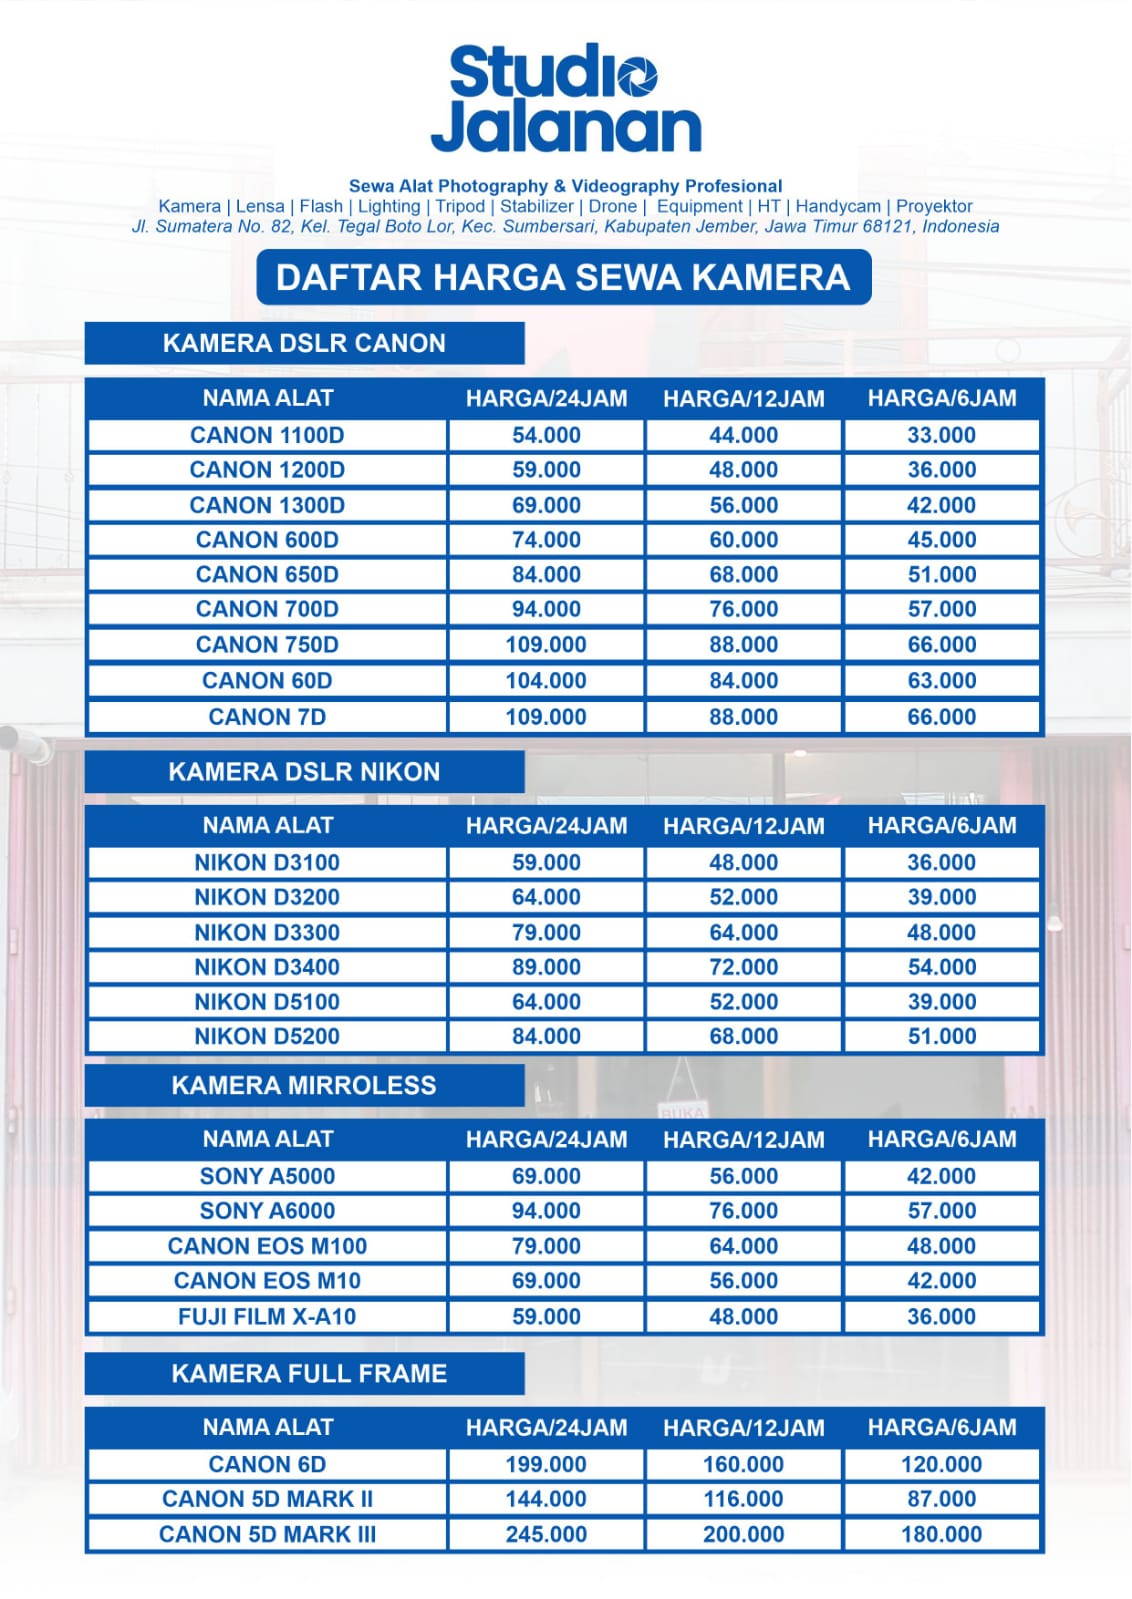 Studio
Jalanan
Sewa Alat Photography & Videography Profesional
Kamera | Lensa | Flash | Lighting | Tripod | Stabilizer | Drone | Equipment | HT | Handycam | Proyektor
Jl. Sumatera No. 82, Kel. Tegal Boto Lor, Kec. Sumbersari, Kabupaten Jember, Jawa Timur 68121, Indonesia
DAFTAR HARGA SEWA KAMERA
KAMERA DSLR CANON
NAMA ALAT HARGA/24JAM HARGA/12JAM HARGA/6JAM
CANON 1100D 54.000 44.000 33.000
CANON 1200D 59.000 48.000 36.000
CANON 1300D 69.000 56.000 42.000
CANON 600D 74.000 60.000 45.000
CANON 650D 84.000 68.000 51.000
CANON 700D 94.000 76.000 57.000
CANON 750D 109.000 88.000 66.000
CANON 60D 104.000 84.000 63.000
CANON 7D 109.000 88.000 66.000
KAMERA DSLR NIKON
NAMA ALAT HARGA/24JAM HARGA/12JAM HARGA/6JAM
NIKON D3100 59.000 48.000 36.000
NIKON D3200 64.000 52.000 39.000
NIKON D3300 79.000 64.000 48.000
NIKON D3400 89.000 72.000 54.000
NIKON D5100 64.000 52.000 39.000
NIKON D5200 84.000 68.000 51.000
KAMERA MIRROLESS
BUKA
NAMA ALAT HARGA/24JAM HARGA/12JAM HARGA/6JAM
SONY A5000 69.000 56.000 42.000
SONY A6000 94.000 76.000 57.000
CANON EOS M100 79.000 64.000 48.000
CANON EOS M10 69.000 56.000 42.000
FUJI FILM X-A10 59.000 48.000 36.000
KAMERA FULL FRAME
NAMA ALAT HARGA/24JAM HARGA/12JAM HARGA/6JAM
CANON 6D 199.000 160.000 120.000
CANON 5D MARK II 144.000 116.000 87.000
CANON 5D MARK III 245.000 200.000 180.000